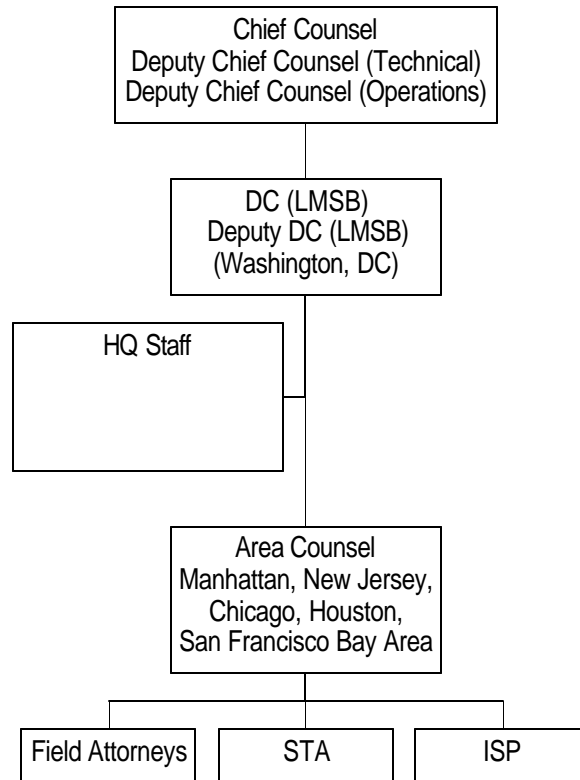 Chief Counsel
Deputy Chief Counsel (Technical)
Deputy Chief Counsel (Operations)
DC (LMSB)
Deputy DC (LMSB)
(Washington, DC)
HQ Staff
Area Counsel
Manhattan, New Jersey,
Chicago, Houston,
San Francisco Bay Area
Field Attorneys
STA
ISP